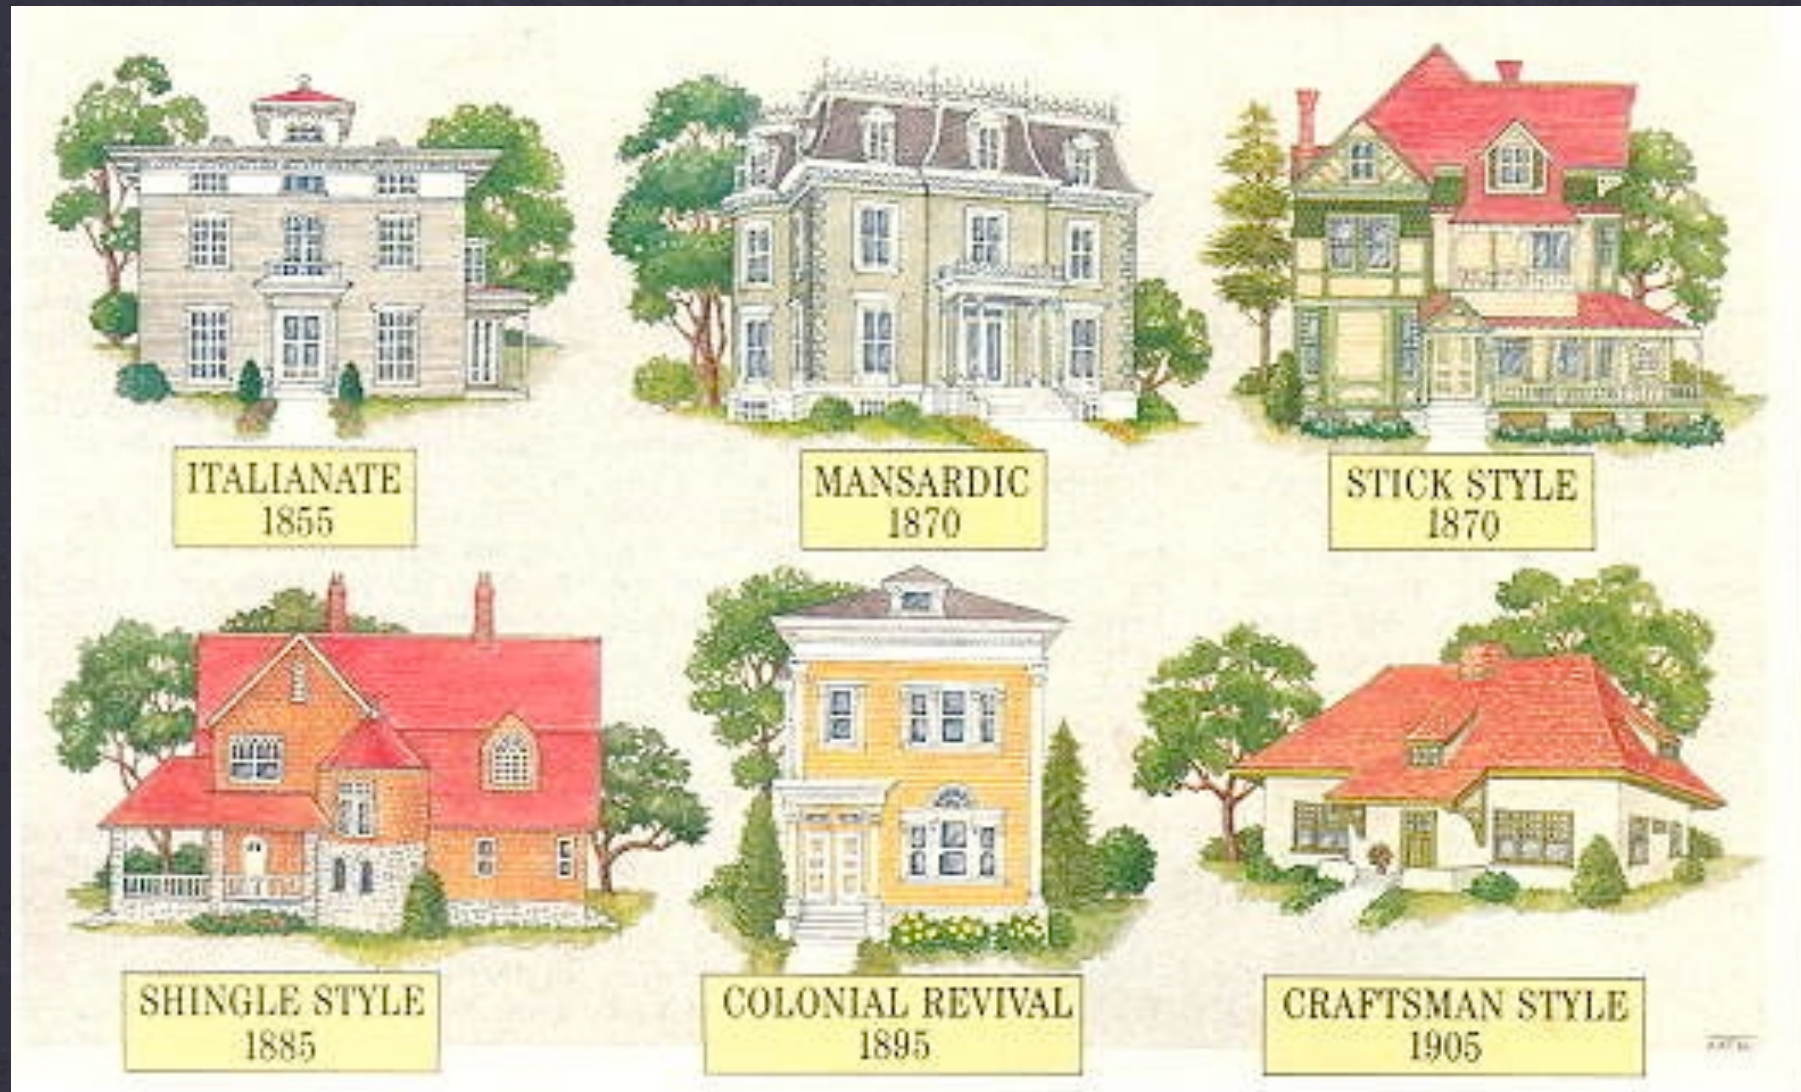 ITALIANATE
1855
MANSARDIC
1870
STICK STYLE
1870
SHINGLE STYLE
1885
COLONIAL REVIVAL
1895
CRAFTSMAN STYLE
1905